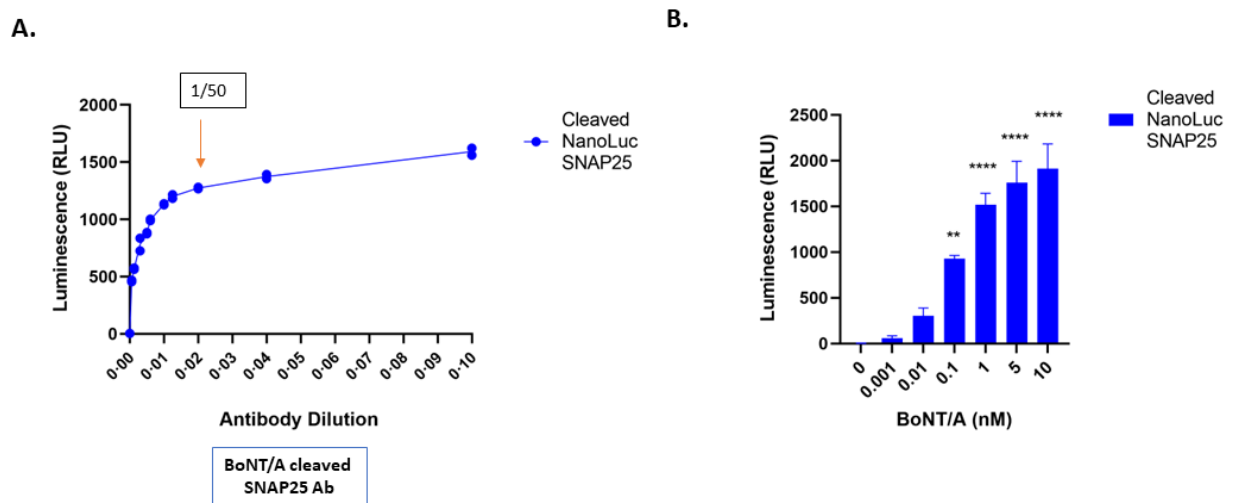 A.
1/50
2000
1500
1000
500
0
Luminescence (RLU)
0·00
0·01
0·02
0·03
0·04
0·05
0·06
0·07
0·08
0·09
0·10
Antibody Dilution
Cleaved
NanoLuc
SNAP25
BoNT/A cleaved
SNAP25 Ab
B.
2500
2000
1500
1000
500
0
Luminescence (RLU)
**
****
****
****
0
0.001
0.01
0.1
1
5
10
BoNT/A (nM)
Cleaved
NanoLuc
SNAP25